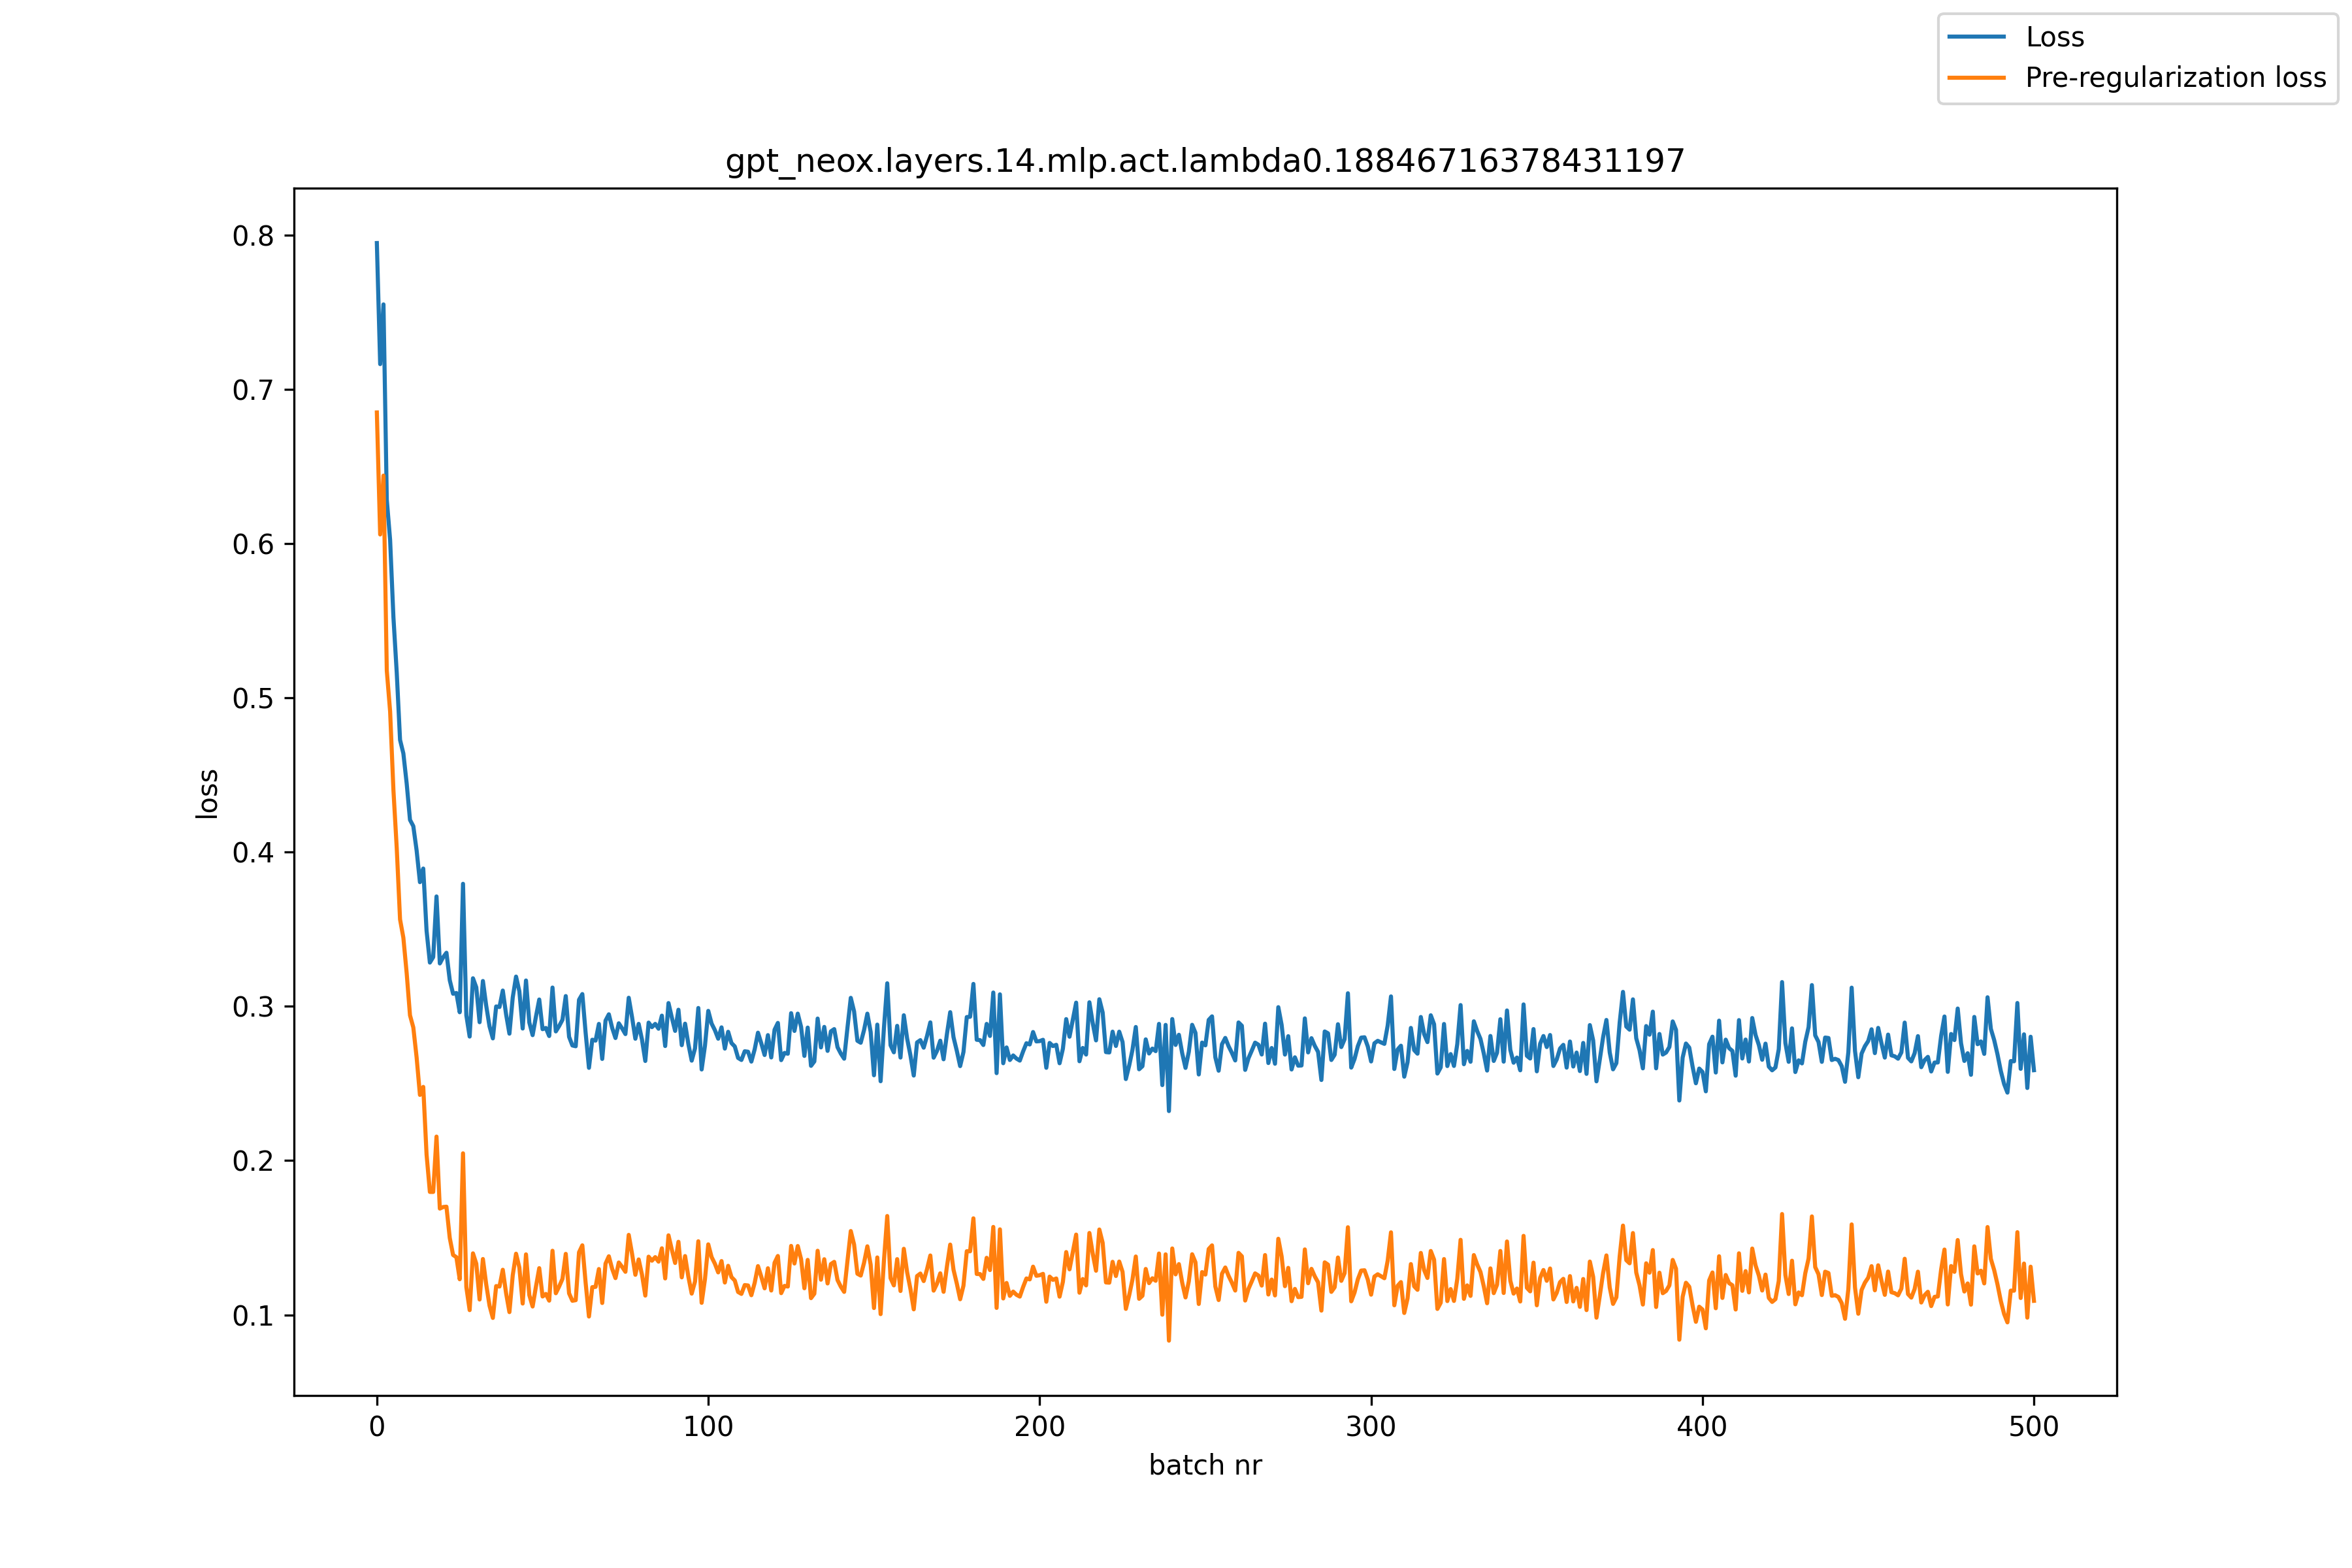 Loss
Pre-regularization loss
gpt_neox.layers.14.mlp.act.lambda0.18846716378431197
0.8
0.7
0.6
0.5
0.4
0.3
0.2
0.1
loss
0 100 200 300 400 500
batch nr